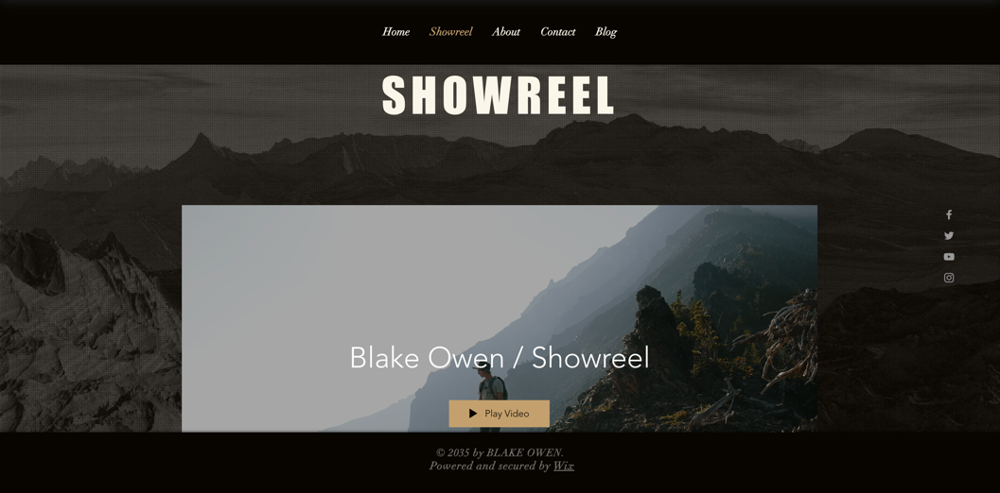 Home Showreel About Contact Blog
SHOWREEL
Blake Owen / Showreel
Play Video
© 2035 by BLAKE OWEN.
Powered and secured by Wix